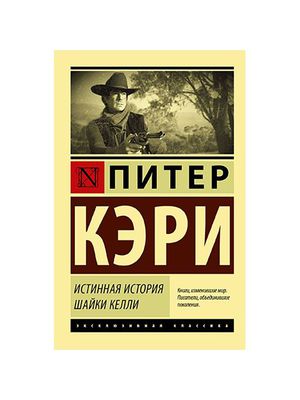 N ПИТЕР
КЭРИ
ИСТИННАЯ ИСТОРИЯ
ШАЙКИ КЕЛЛИ
Книги, изменившие мир.
Писатели, объединившие
поколения.
ЭКСКЛЮЗИВНАЯ КЛАССИКА